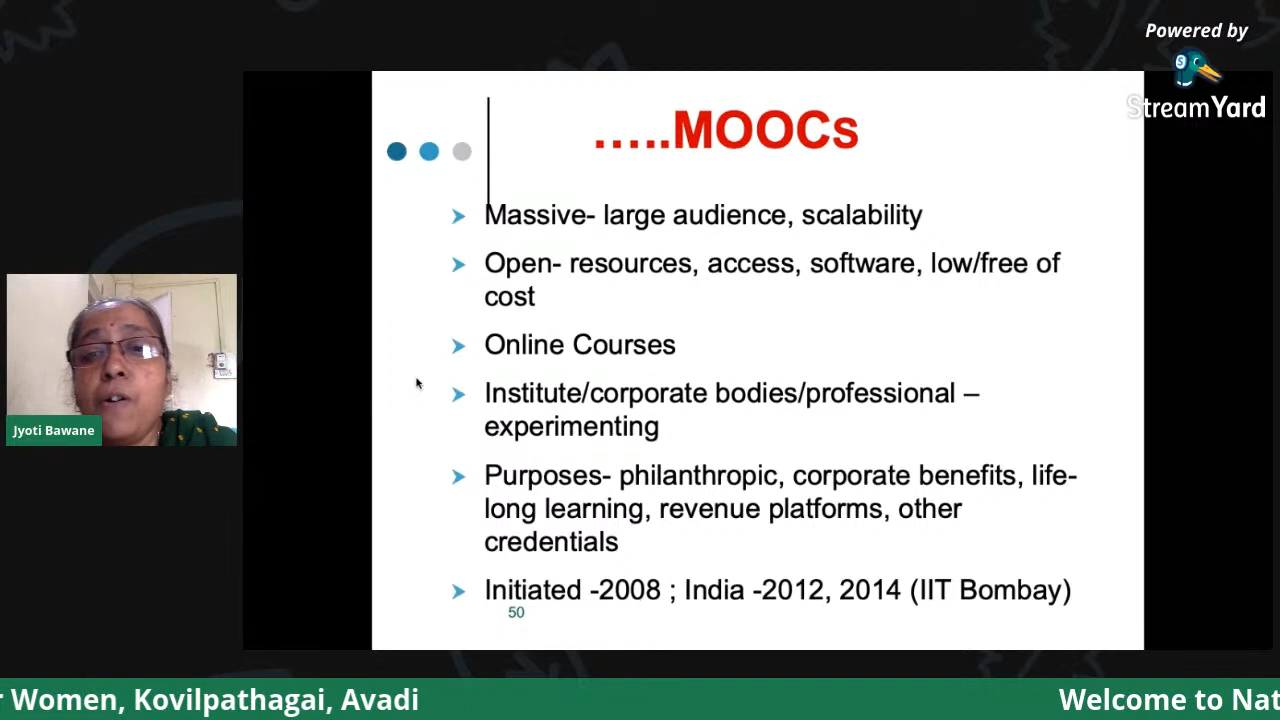 Powered by
StreamYard
…..MOOCs
Massive- large audience, scalability
Open- resources, access, software, low/free of
cost
Online Courses
Institute/corporate bodies/professional –
experimenting
Purposes- philanthropic, corporate benefits, life-
long learning, revenue platforms, other
credentials
Initiated -2008 ; India -2012, 2014 (IIT Bombay)
50
Jyoti Bawane
r Women, Kovilpathagai, Avadi
Welcome to Nat